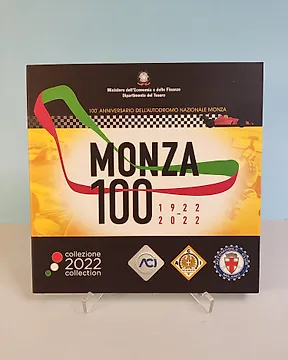 Ministero dell'Economia e delle Finanze
Dipartimento del Tesoro
100° ANNIVERSARIO DELL'AUTODROMO NAZIONALE MONZA
MONZA
100
1922
-
2022
collezione
2022
collection
ACI